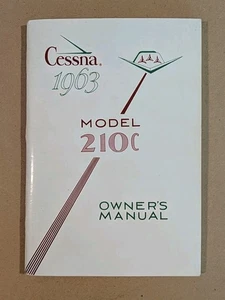 Cessna.
1963
MODEL
210C
OWNER'S
MANUAL